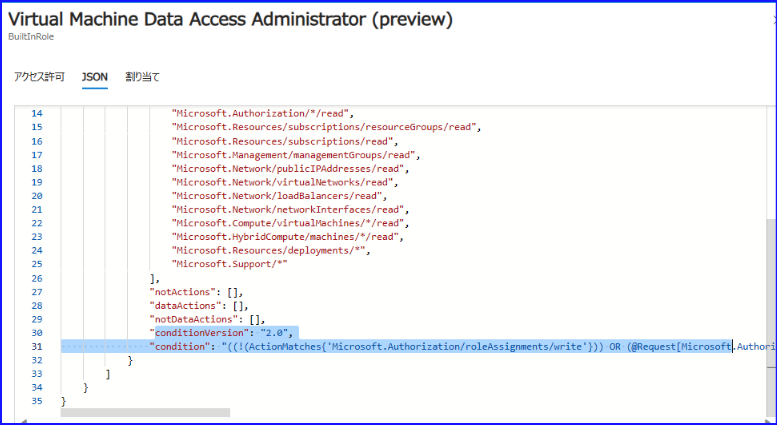 Virtual Machine Data Access Administrator (preview)
BuiltInRole
アクセス許可 JSON 割り当て
14 "Microsoft.Authorization/*/read",
15 "Microsoft.Resources/subscriptions/resourceGroups/read",
16 "Microsoft.Resources/subscriptions/read",
17 "Microsoft.Management/managementGroups/read",
18 "Microsoft.Network/publicIPAddresses/read",
19 "Microsoft.Network/virtualNetworks/read",
20 "Microsoft.Network/loadBalancers/read",
21 "Microsoft.Network/networkInterfaces/read",
22 "Microsoft.Compute/virtualMachines/*/read",
23 "Microsoft.HybridCompute/machines/*/read",
24 "Microsoft.Resources/deployments/*",
25 "Microsoft.Support/*"
26 ],
27 "notActions": [],
28 "dataActions": [],
29 "notDataActions": [],
30 "conditionVersion": "2.0",
31 "condition": "((!(ActionMatches{'Microsoft.Authorization/roleAssignments/write'})) OR (@Request[Microsoft.Authori
32 }
33 ]
34 }
35 }